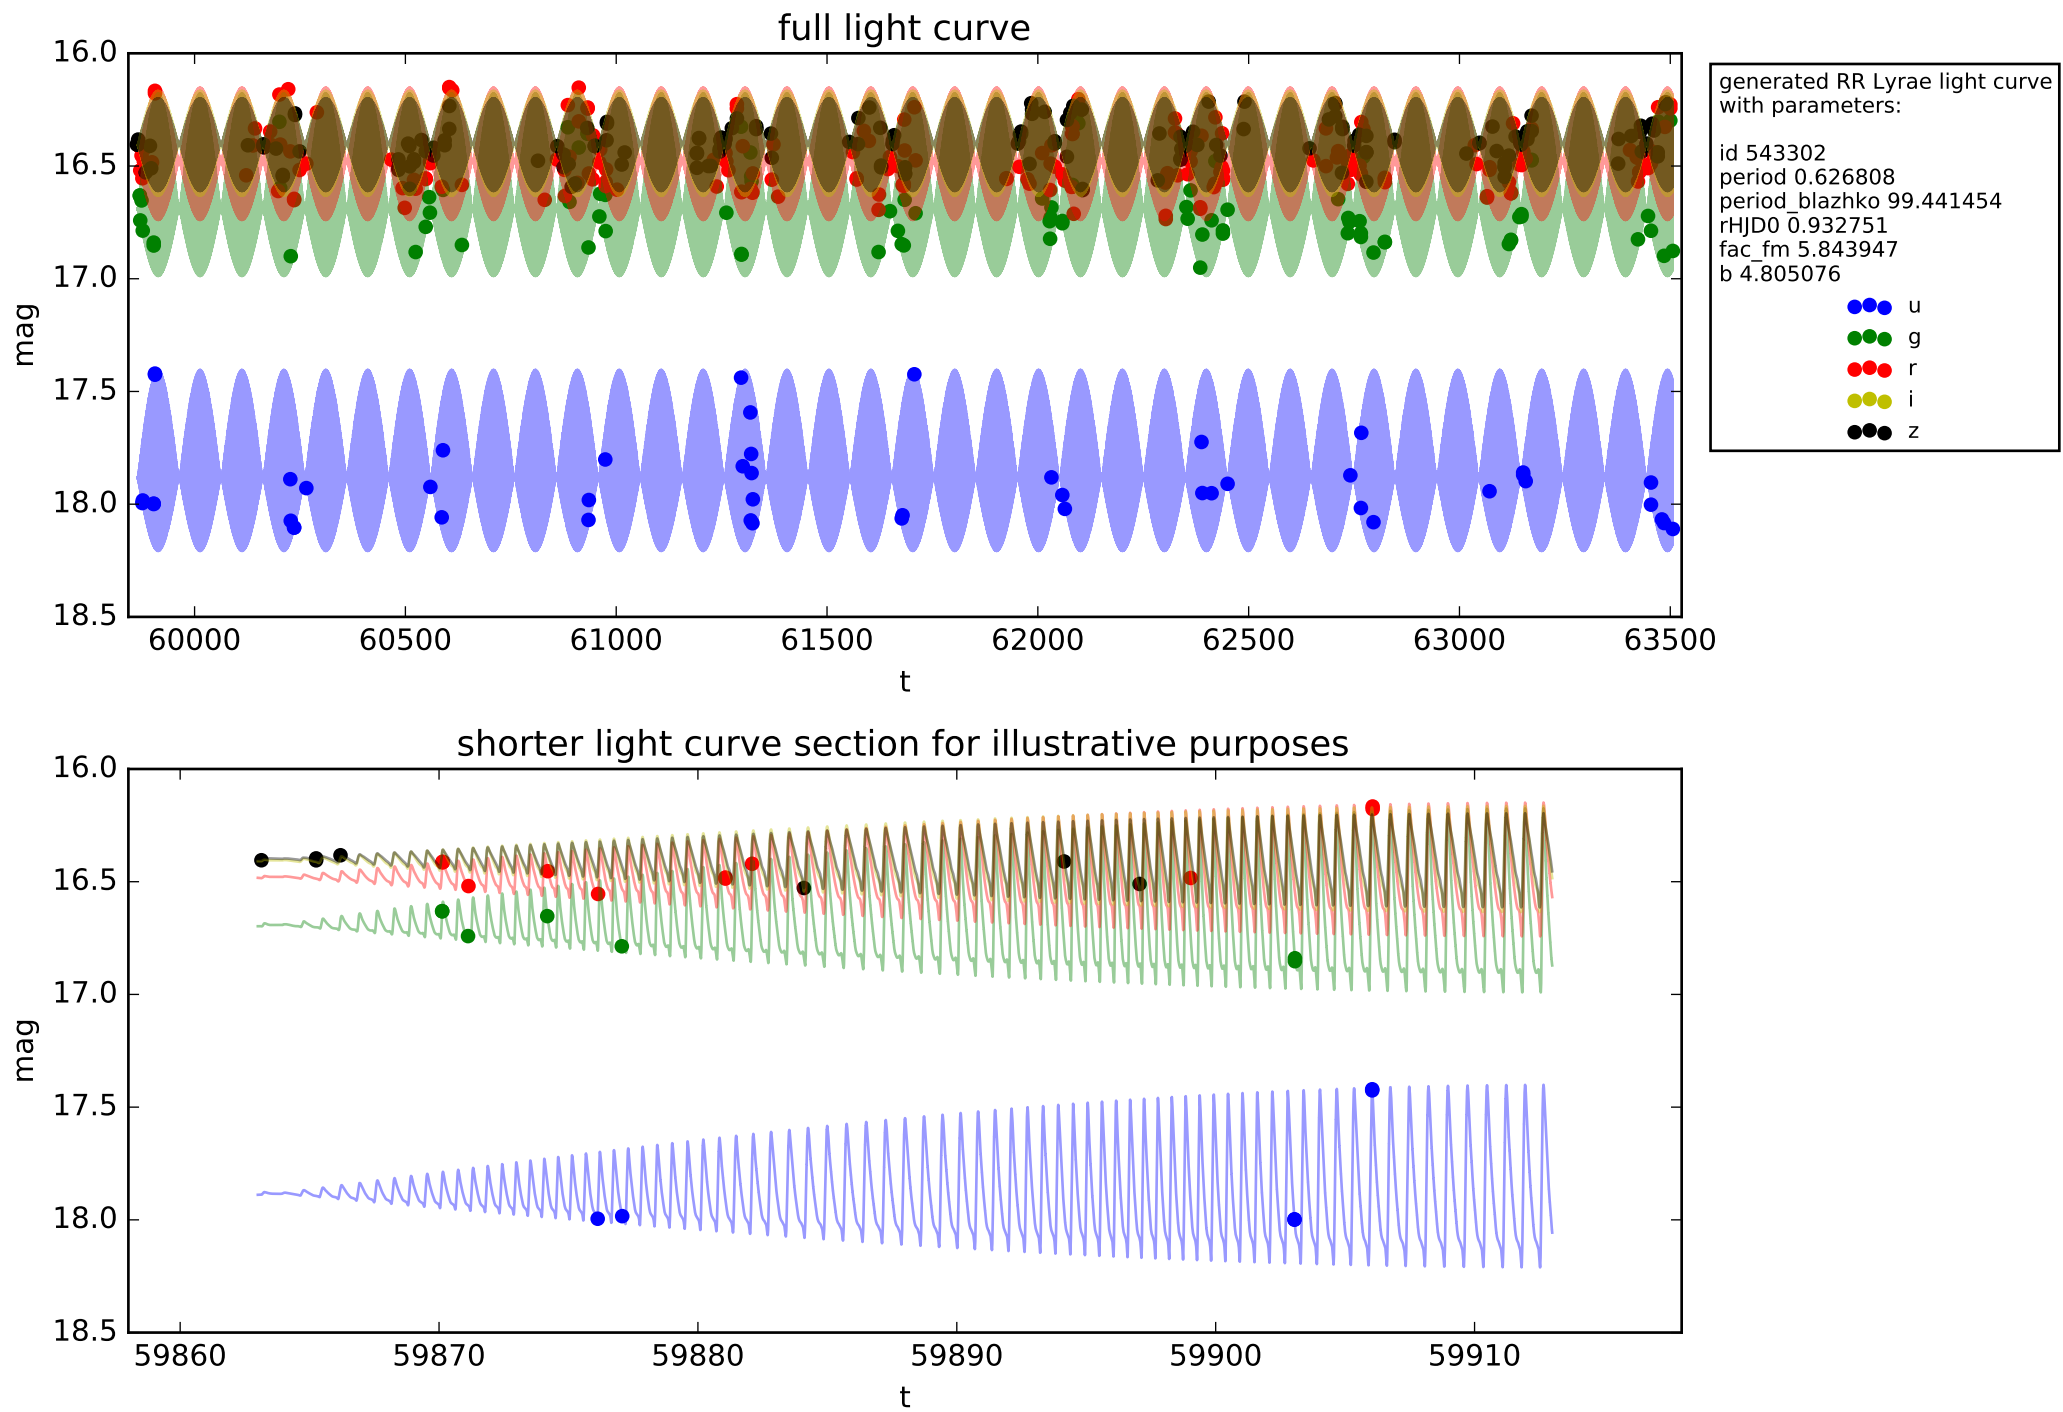 full light curve
16.0
16.5
17.0
17.5
18.0
18.5
mag
60000 60500 61000 61500 62000 62500 63000 63500
t
generated RR Lyrae light curve
with parameters:
id 543302
period 0.626808
period_blazhko 99.441454
rHJD0 0.932751
fac_fm 5.843947
b 4.805076
u
g
r
i
z
shorter light curve section for illustrative purposes
16.0
16.5
17.0
17.5
18.0
18.5
mag
59860 59870 59880 59890 59900 59910
t